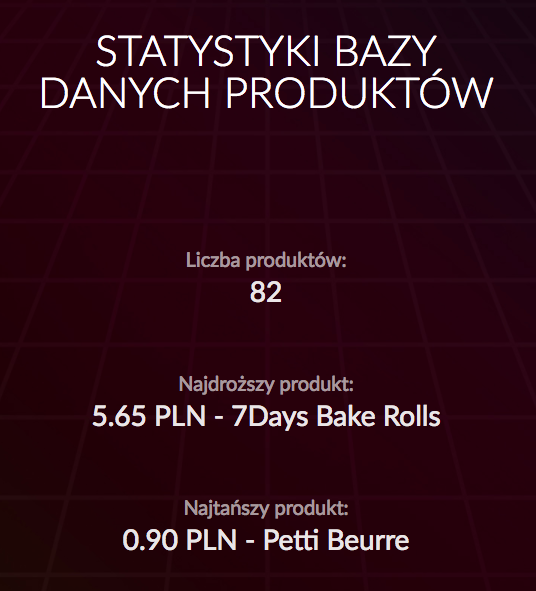 STATYSTYKI BAZY
DANYCH PRODUKTÓW
Liczba produktów:
82
Najdroższy produkt:
5.65 PLN - 7Days Bake Rolls
Najtańszy produkt:
0.90 PLN - Petti Beurre